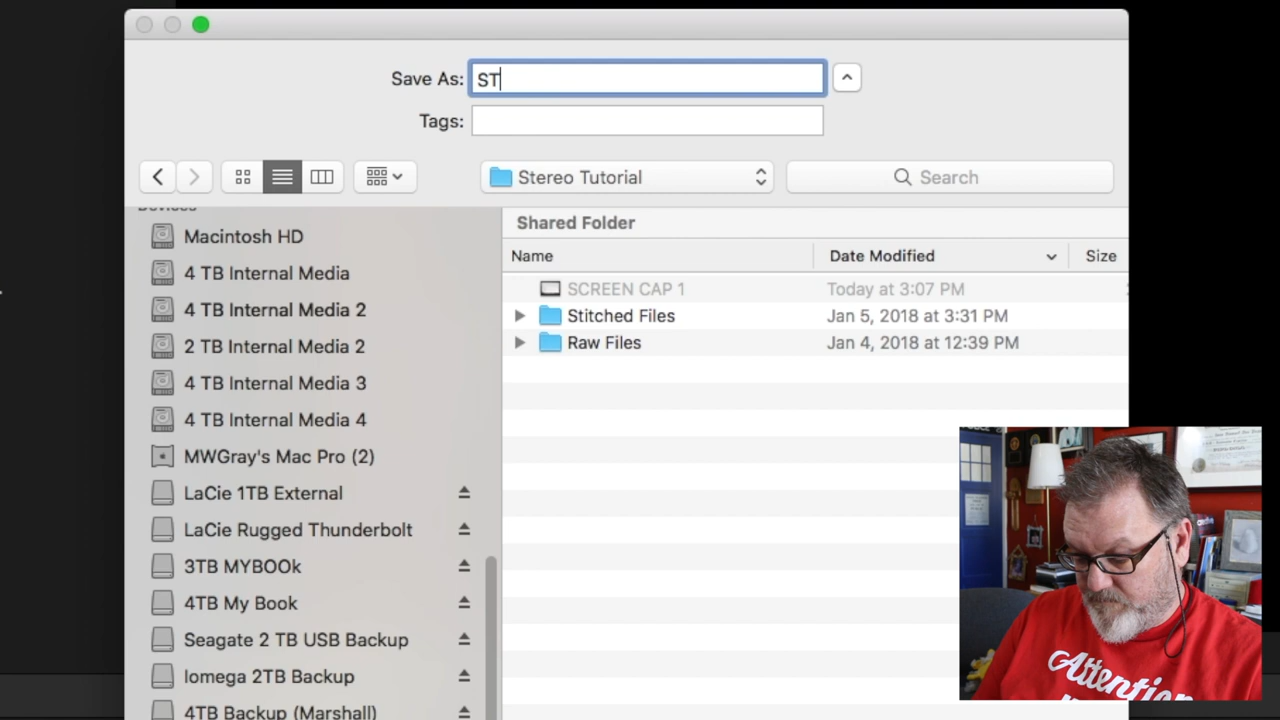 Save As: ST
Tags:
Stereo Tutorial
Search
Devices
Macintosh HD
4 TB Internal Media
4 TB Internal Media 2
2 TB Internal Media 2
4 TB Internal Media 3
4 TB Internal Media 4
MWGray's Mac Pro (2)
LaCie 1TB External
LaCie Rugged Thunderbolt
3TB MYBOOk
4TB My Book
Seagate 2 TB USB Backup
Iomega 2TB Backup
4TB Backup (Marshall)
Shared Folder
Name Date Modified Size
SCREEN CAP 1 Today at 3:07 PM
Stitched Files Jan 5, 2018 at 3:31 PM
Raw Files Jan 4, 2018 at 12:39 PM
Attention